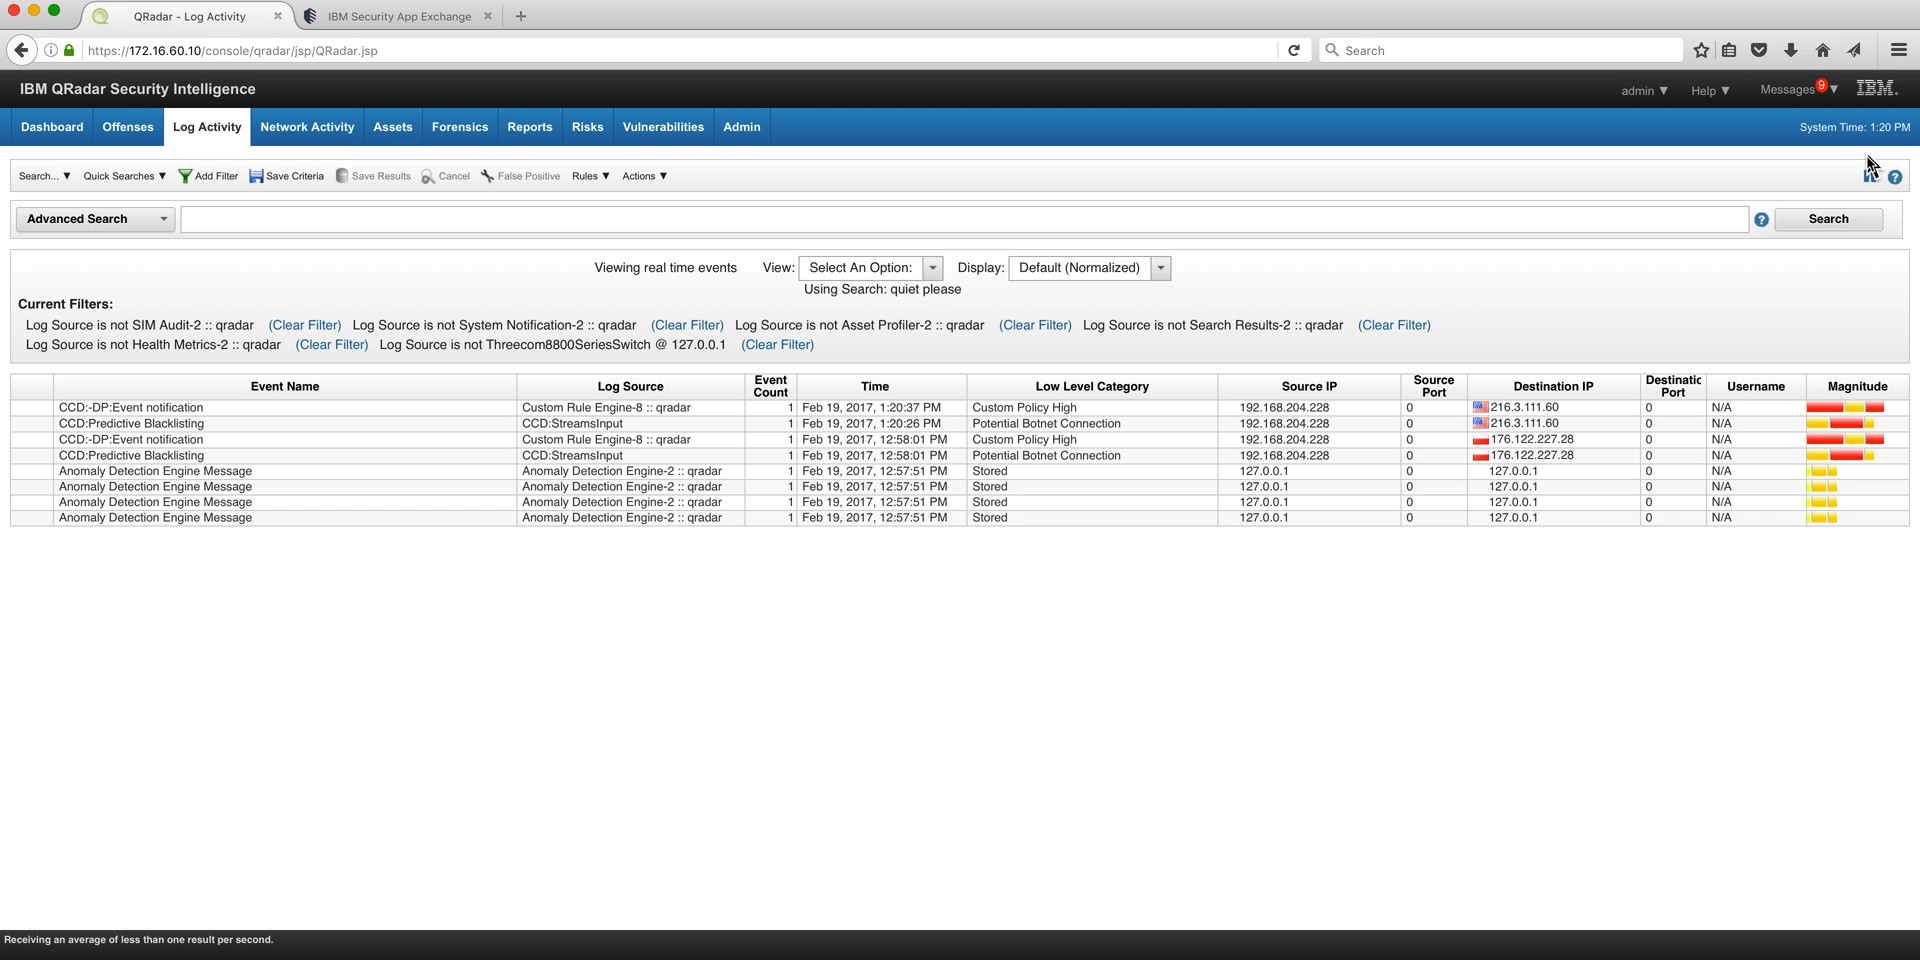 QRadar - Log Activity × IBM Security App Exchange × +
https://172.16.60.10/console/qradar/jsp/QRadar.jsp Search
IBM QRadar Security Intelligence admin ▼ Help ▼ Messages 9 ▼ IBM.
Dashboard Offenses Log Activity Network Activity Assets Forensics Reports Risks Vulnerabilities Admin System Time: 1:20 PM
Search... ▼ Quick Searches ▼ Add Filter Save Criteria Save Results Cancel False Positive Rules ▼ Actions ▼ ?
Advanced Search ? Search
Viewing real time events View: Select An Option: Display: Default (Normalized)
Using Search: quiet please
Current Filters:
Log Source is not SIM Audit-2 :: qradar (Clear Filter) Log Source is not System Notification-2 :: qradar (Clear Filter) Log Source is not Asset Profiler-2 :: qradar (Clear Filter) Log Source is not Search Results-2 :: qradar (Clear Filter)
Log Source is not Health Metrics-2 :: qradar (Clear Filter) Log Source is not Threecom8800SeriesSwitch @ 127.0.0.1 (Clear Filter)
Event Name Log Source Event Count Time Low Level Category Source IP Source Port Destination IP Destinatic Port Username Magnitude
CCD:-DP:Event notification Custom Rule Engine-8 :: qradar 1 Feb 19, 2017, 1:20:37 PM Custom Policy High 192.168.204.228 0 216.3.111.60 0 N/A
CCD:Predictive Blacklisting CCD:StreamsInput 1 Feb 19, 2017, 1:20:26 PM Potential Botnet Connection 192.168.204.228 0 216.3.111.60 0 N/A
CCD:-DP:Event notification Custom Rule Engine-8 :: qradar 1 Feb 19, 2017, 12:58:01 PM Custom Policy High 192.168.204.228 0 176.122.227.28 0 N/A
CCD:Predictive Blacklisting CCD:StreamsInput 1 Feb 19, 2017, 12:58:01 PM Potential Botnet Connection 192.168.204.228 0 176.122.227.28 0 N/A
Anomaly Detection Engine Message Anomaly Detection Engine-2 :: qradar 1 Feb 19, 2017, 12:57:51 PM Stored 127.0.0.1 0 127.0.0.1 0 N/A
Anomaly Detection Engine Message Anomaly Detection Engine-2 :: qradar 1 Feb 19, 2017, 12:57:51 PM Stored 127.0.0.1 0 127.0.0.1 0 N/A
Anomaly Detection Engine Message Anomaly Detection Engine-2 :: qradar 1 Feb 19, 2017, 12:57:51 PM Stored 127.0.0.1 0 127.0.0.1 0 N/A
Anomaly Detection Engine Message Anomaly Detection Engine-2 :: qradar 1 Feb 19, 2017, 12:57:51 PM Stored 127.0.0.1 0 127.0.0.1 0 N/A
Receiving an average of less than one result per second.